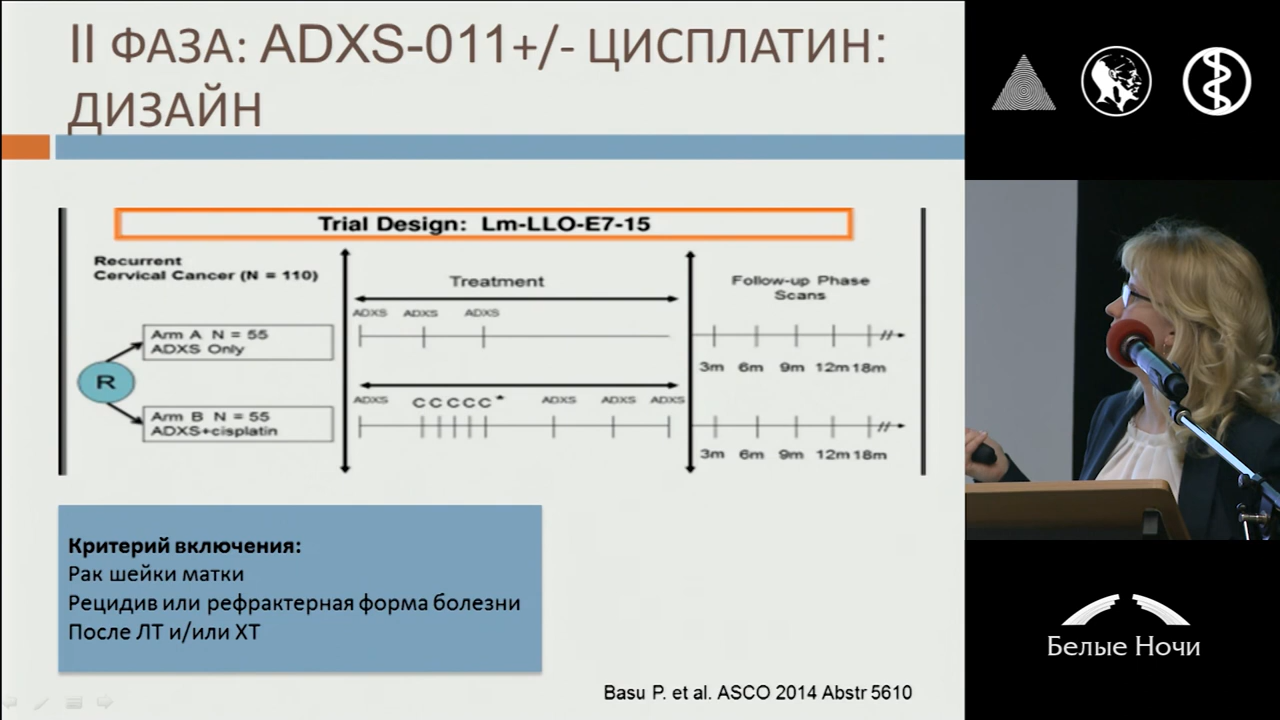 II ФАЗА: ADXS-011+/- ЦИСПЛАТИН:
ДИЗАЙН
Trial Design: Lm-LLO-E7-15
Recurrent
Cervical Cancer (N = 110)
Treatment
Follow-up Phase
Scans
ADXS ADXS ADXS
Arm A N = 55
ADXS Only
3m 6m 9m 12m 18m
R
ADXS CCCCC* ADXS ADXS ADXS
Arm B N = 55
ADXS+cisplatin
3m 6m 9m 12m 18m
Критерий включения:
Рак шейки матки
Рецидив или рефрактерная форма болезни
После ЛТ и/или ХТ
Basu P. et al. ASCO 2014 Abstr 5610
Белые Ночи